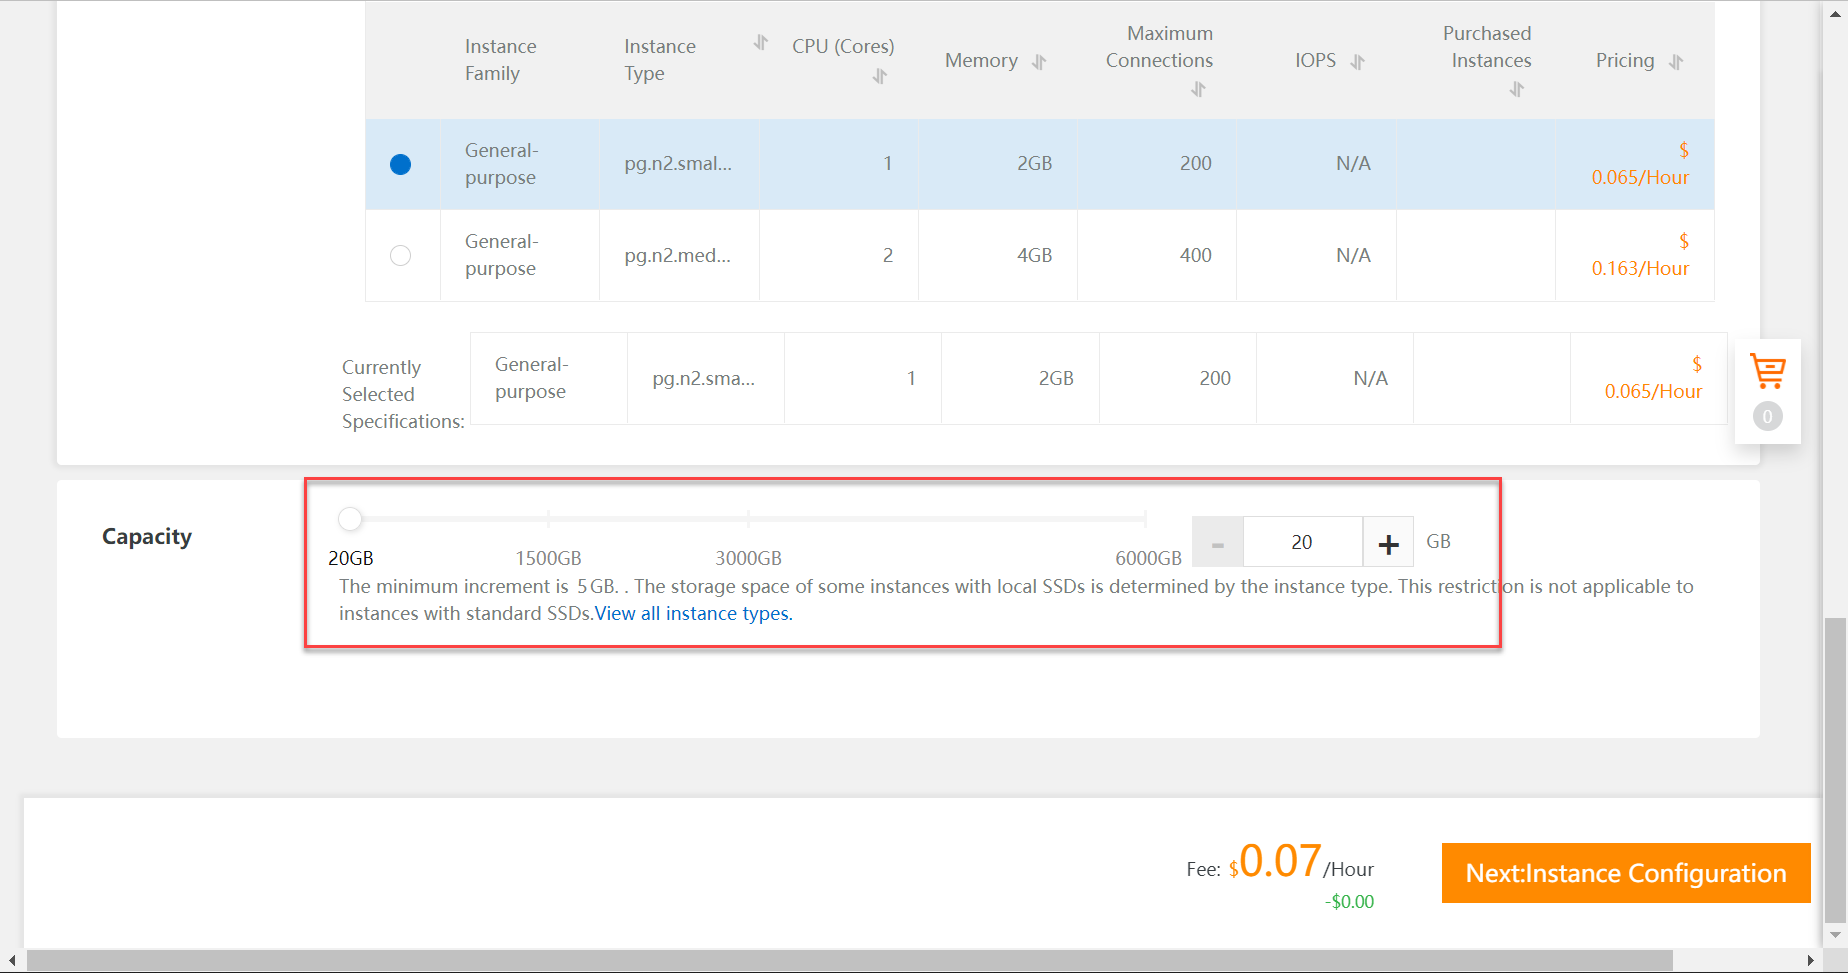 Instance Family
Instance Type
CPU (Cores)
Memory
Maximum Connections
IOPS
Purchased Instances
Pricing
General-purpose
pg.n2.smal...
1
2GB
200
N/A
$ 0.065/Hour
General-purpose
pg.n2.med...
2
4GB
400
N/A
$ 0.163/Hour
Currently Selected Specifications:
General-purpose
pg.n2.sma...
1
2GB
200
N/A
$ 0.065/Hour
0
Capacity
20GB
1500GB
3000GB
6000GB
- 20 + GB
The minimum increment is 5 GB. . The storage space of some instances with local SSDs is determined by the instance type. This restriction is not applicable to
instances with standard SSDs.View all instance types.
Fee: $0.07/Hour
-$0.00
Next:Instance Configuration